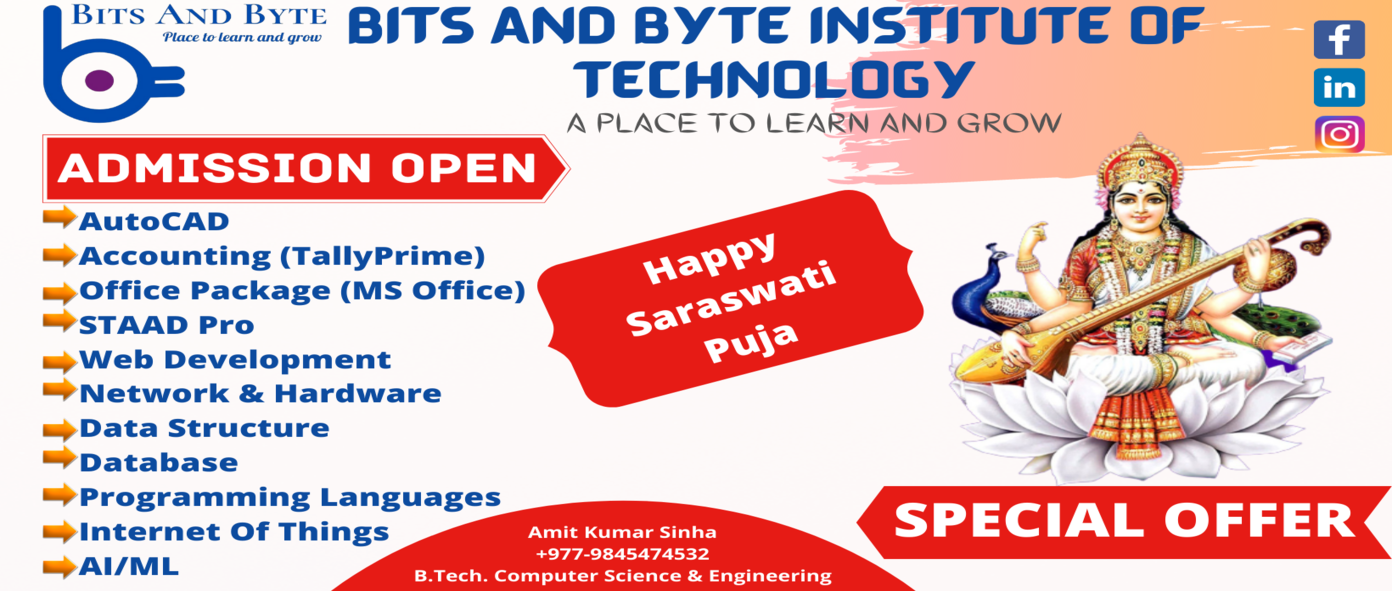 BITS AND BYTE
Place to learn and grow
BITS AND BYTE INSTITUTE OF
TECHNOLOGY
A PLACE TO LEARN AND GROW
ADMISSION OPEN
AutoCAD
Accounting (TallyPrime)
Office Package (MS Office)
STAAD Pro
Web Development
Network & Hardware
Data Structure
Database
Programming Languages
Internet Of Things
AI/ML
Happy
Saraswati
Puja
Amit Kumar Sinha
+977-9845474532
B.Tech. Computer Science & Engineering
SPECIAL OFFER
f
in